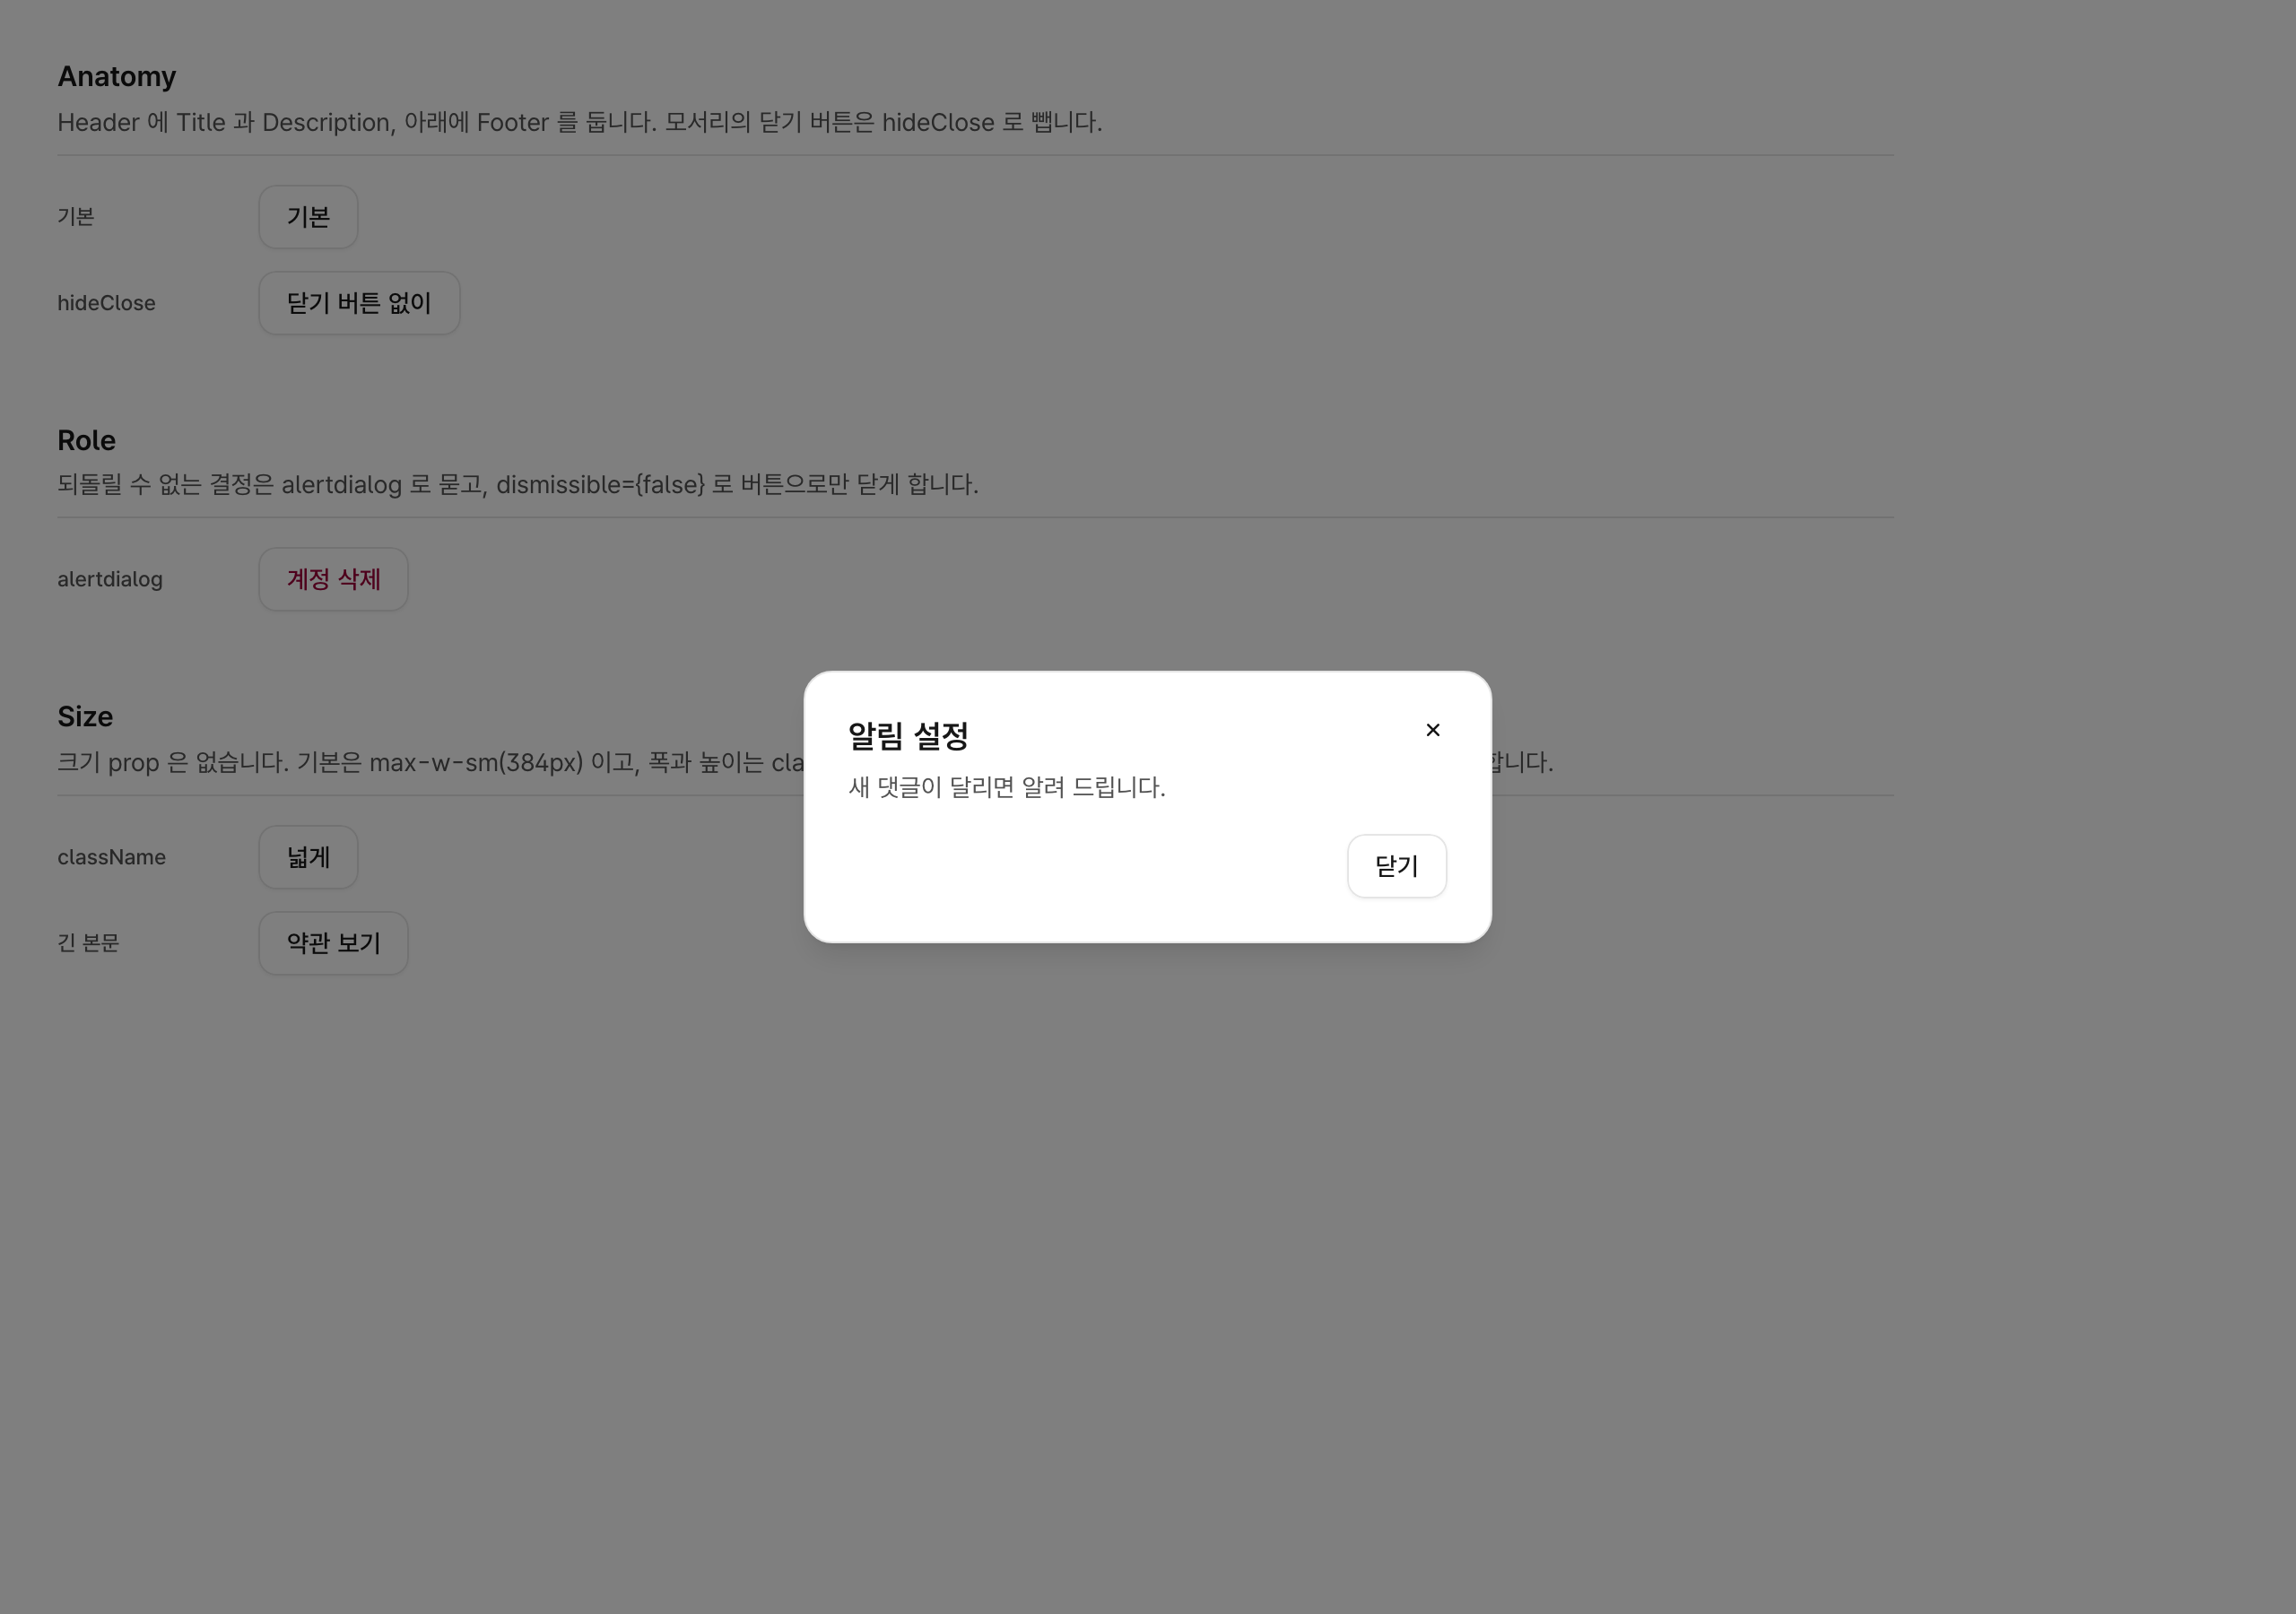 Anatomy
Header 에 Title 과 Description, 아래에 Footer 를 둡니다. 모서리의 닫기 버튼은 hideClose 로 뺍니다.
기본 기본
hideClose 닫기 버튼 없이
Role
되돌릴 수 없는 결정은 alertdialog 로 묻고, dismissible={false} 로 버튼으로만 닫게 합니다.
alertdialog 계정 삭제
Size
크기 prop 은 없습니다. 기본은 max-w-sm(384px) 이고, 폭과 높이는 cla 합니다.
className 넓게
긴 본문 약관 보기
알림 설정 ×
새 댓글이 달리면 알려 드립니다.
닫기